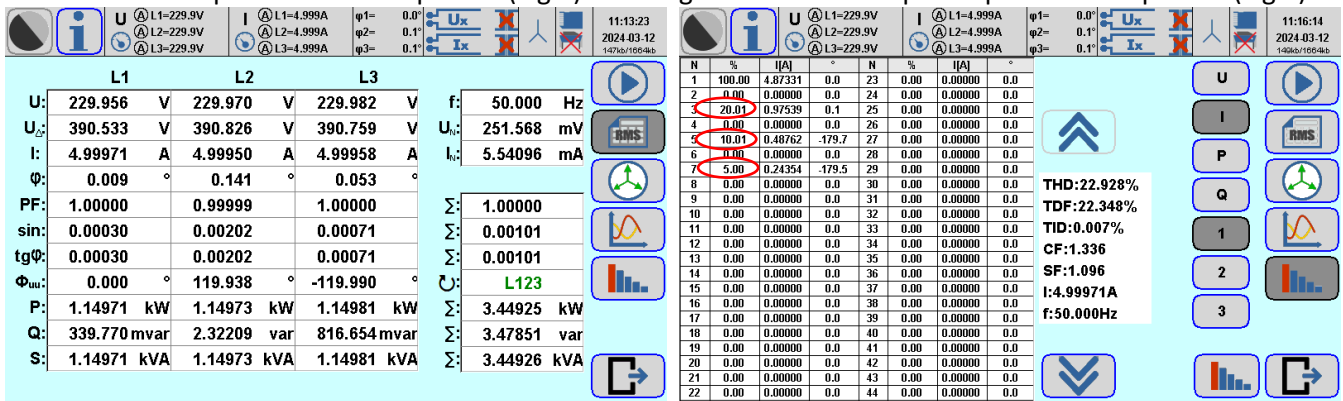 U
A L1=229.9V
A L2=229.9V
A L3=229.9V
I
A L1=4.999A
A L2=4.999A
A L3=4.999A
φ1= 0.0°
φ2= 0.1°
φ3= 0.1°
Ux
Ix
11:13:23
2024-03-12
147kb/1664kb
L1 L2 L3
U: 229.956 V 229.970 V 229.982 V f: 50.000 Hz
U△: 390.533 V 390.826 V 390.759 V UN: 251.568 mV
RMS
I: 4.99971 A 4.99950 A 4.99958 A IN: 5.54096 mA
φ: 0.009 ° 0.141 ° 0.053 °
PF: 1.00000 0.99999 1.00000 Σ: 1.00000
sin: 0.00030 0.00202 0.00071 Σ: 0.00101
tgφ: 0.00030 0.00202 0.00071 Σ: 0.00101
Φuu: 0.000 ° 119.938 ° -119.990 ° : L123
P: 1.14971 kW 1.14973 kW 1.14981 kW Σ: 3.44925 kW
Q: 339.770 mvar 2.32209 var 816.654 mvar Σ: 3.47851 var
S: 1.14971 kVA 1.14973 kVA 1.14981 kVA Σ: 3.44926 kVA
U
A L1=229.9V
A L2=229.9V
A L3=229.9V
I
A L1=4.999A
A L2=4.999A
A L3=4.999A
φ1= 0.0°
φ2= 0.1°
φ3= 0.1°
Ux
Ix
11:16:14
2024-03-12
149kb/1664kb
N % I[A] ° N % I[A] °
1 100.00 4.87331 0.0 23 0.00 0.00000 0.0
2 0.00 0.00000 0.0 24 0.00 0.00000 0.0
3 20.01 0.97539 0.1 25 0.00 0.00000 0.0
4 0.00 0.00000 0.0 26 0.00 0.00000 0.0
5 10.01 0.48762 -179.7 27 0.00 0.00000 0.0
6 0.00 0.00000 0.0 28 0.00 0.00000 0.0
7 5.00 0.24354 -179.5 29 0.00 0.00000 0.0
8 0.00 0.00000 0.0 30 0.00 0.00000 0.0
9 0.00 0.00000 0.0 31 0.00 0.00000 0.0
10 0.00 0.00000 0.0 32 0.00 0.00000 0.0
11 0.00 0.00000 0.0 33 0.00 0.00000 0.0
12 0.00 0.00000 0.0 34 0.00 0.00000 0.0
13 0.00 0.00000 0.0 35 0.00 0.00000 0.0
14 0.00 0.00000 0.0 36 0.00 0.00000 0.0
15 0.00 0.00000 0.0 37 0.00 0.00000 0.0
16 0.00 0.00000 0.0 38 0.00 0.00000 0.0
17 0.00 0.00000 0.0 39 0.00 0.00000 0.0
18 0.00 0.00000 0.0 40 0.00 0.00000 0.0
19 0.00 0.00000 0.0 41 0.00 0.00000 0.0
20 0.00 0.00000 0.0 42 0.00 0.00000 0.0
21 0.00 0.00000 0.0 43 0.00 0.00000 0.0
22 0.00 0.00000 0.0 44 0.00 0.00000 0.0
THD:22.928%
TDF:22.348%
TID:0.007%
CF:1.336
SF:1.096
I:4.99971A
f:50.000Hz
U
I
P
Q
1
2
3
RMS